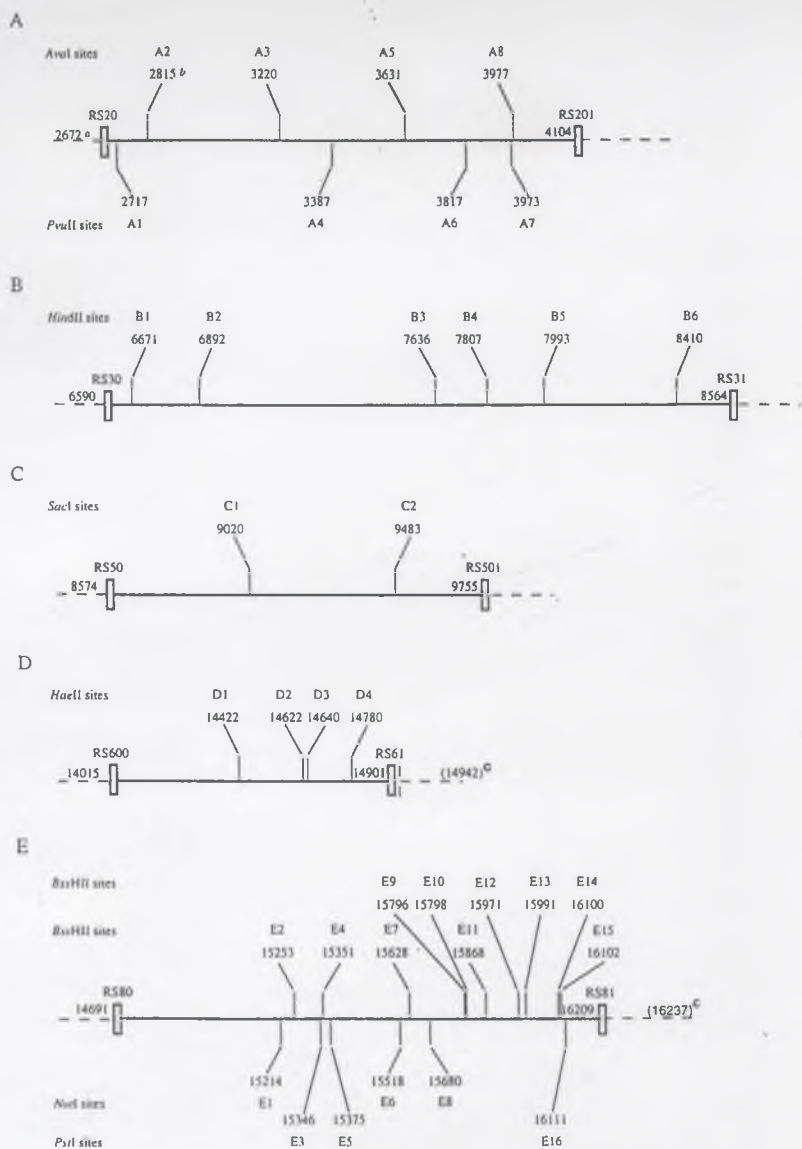 A
AvaI sites A2 A3 A5 A8
2815 b 3220 3631 3977
RS20 RS201
2672 a 4104
2717 3387 3817 3973
PvuII sites A1 A4 A6 A7
B
HindII sites B1 B2 B3 B4 B5 B6
6671 6892 7636 7807 7993 8410
RS30 RS31
6590 8564
C
SacI sites C1 C2
9020 9483
RS50 RS501
8574 9755
D
HaeII sites D1 D2 D3 D4
14422 14622 14640 14780
RS600 RS61
14015 14901 (14942)c
E
BssHII sites E9 E10 E12 E13 E14
15796 15798 15971 15991 16100
BssHII sites E2 E4 E7 E11 E15
15253 15351 15628 15868 16102
RS80 RS81
14691 16209 (16237)c
15214 15518 15680
sites E1 E6 E8
15346 15375 16111
PstI sites E3 E5 E16